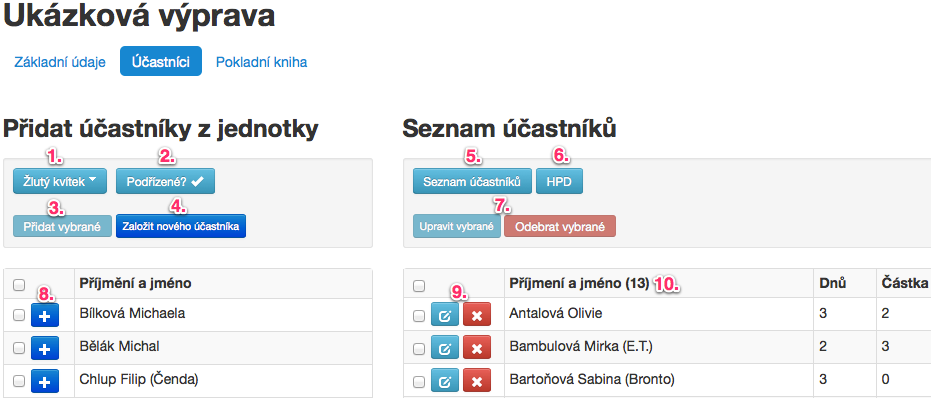 Ukázková výprava
Základní údaje Účastníci Pokladní kniha
Přidat účastníky z jednotky
1. 2.
Žlutý kvítek Podřízené?
3. 4.
Přidat vybrané Založit nového účastníka
8. Příjmění a jméno
Bílková Michaela
Bělák Michal
Chlup Filip (Čenda)
Seznam účastníků
5. 6.
Seznam účastníků HPD
7.
Upravit vybrané Odebrat vybrané
9. Příjmení a jméno (13) 10. Dnů Částka
Antalová Olivie 3 2
Bambulová Mirka (E.T.) 2 3
Bartoňová Sabina (Bronto) 3 0